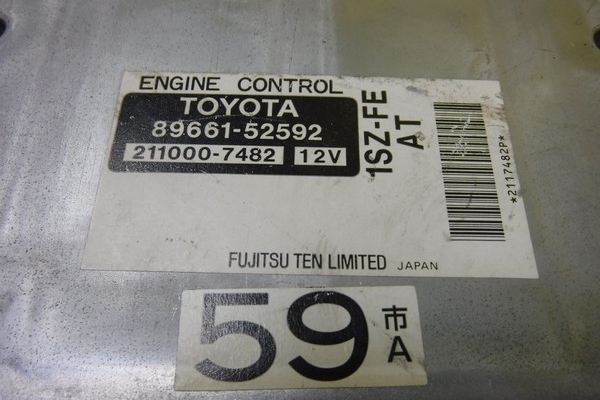 ENGINE CONTROL
TOYOTA
89661-52592
211000-7482 12V
1SZ-FE
AT
*2117482P*
FUJITSU TEN LIMITED JAPAN
59 市
A